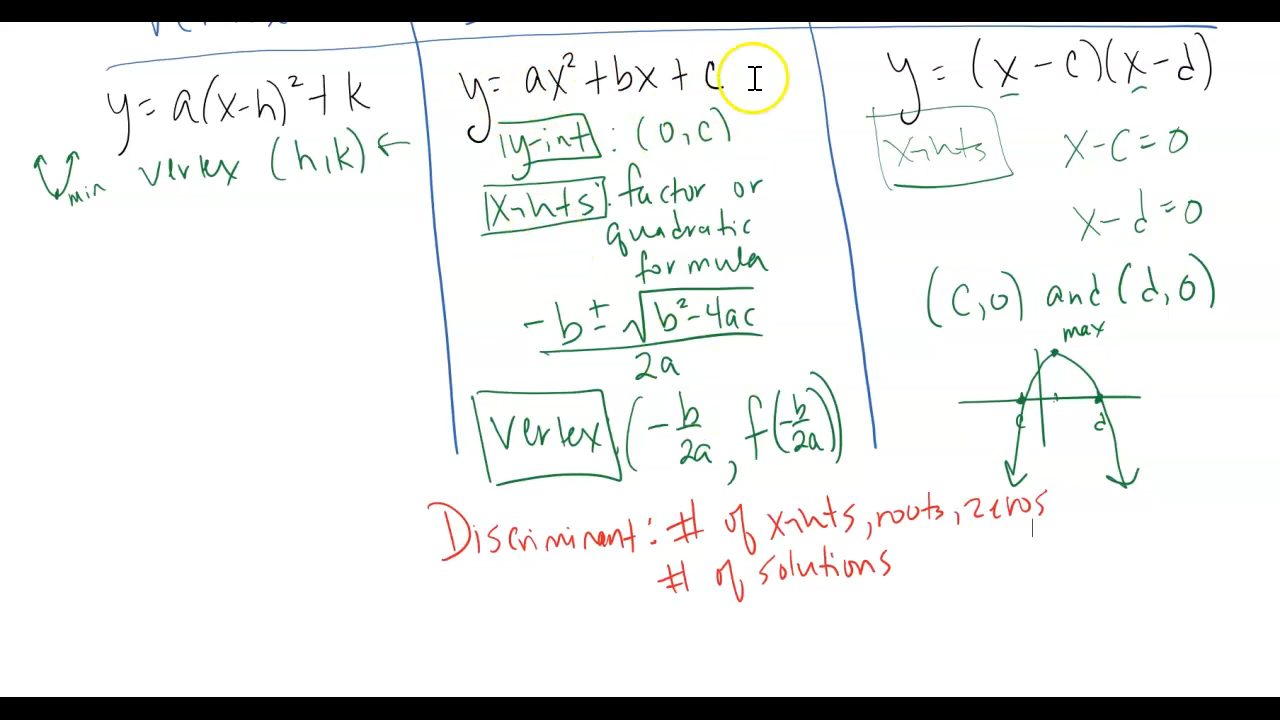 y = a(x-h)² + k
min vertex (h,k) ←
y = ax² + bx + c
y-int : (0,c)
x-ints : factor or
quadratic
formula
-b ± √b²-4ac
2a
vertex (-b/2a, f(-b/2a))
y = (x - c)(x - d)
x-ints x-c = 0
x-d = 0
(c,0) and (d,0)
max
c d
Discriminant : # of x-ints, roots, zeros
# of solutions